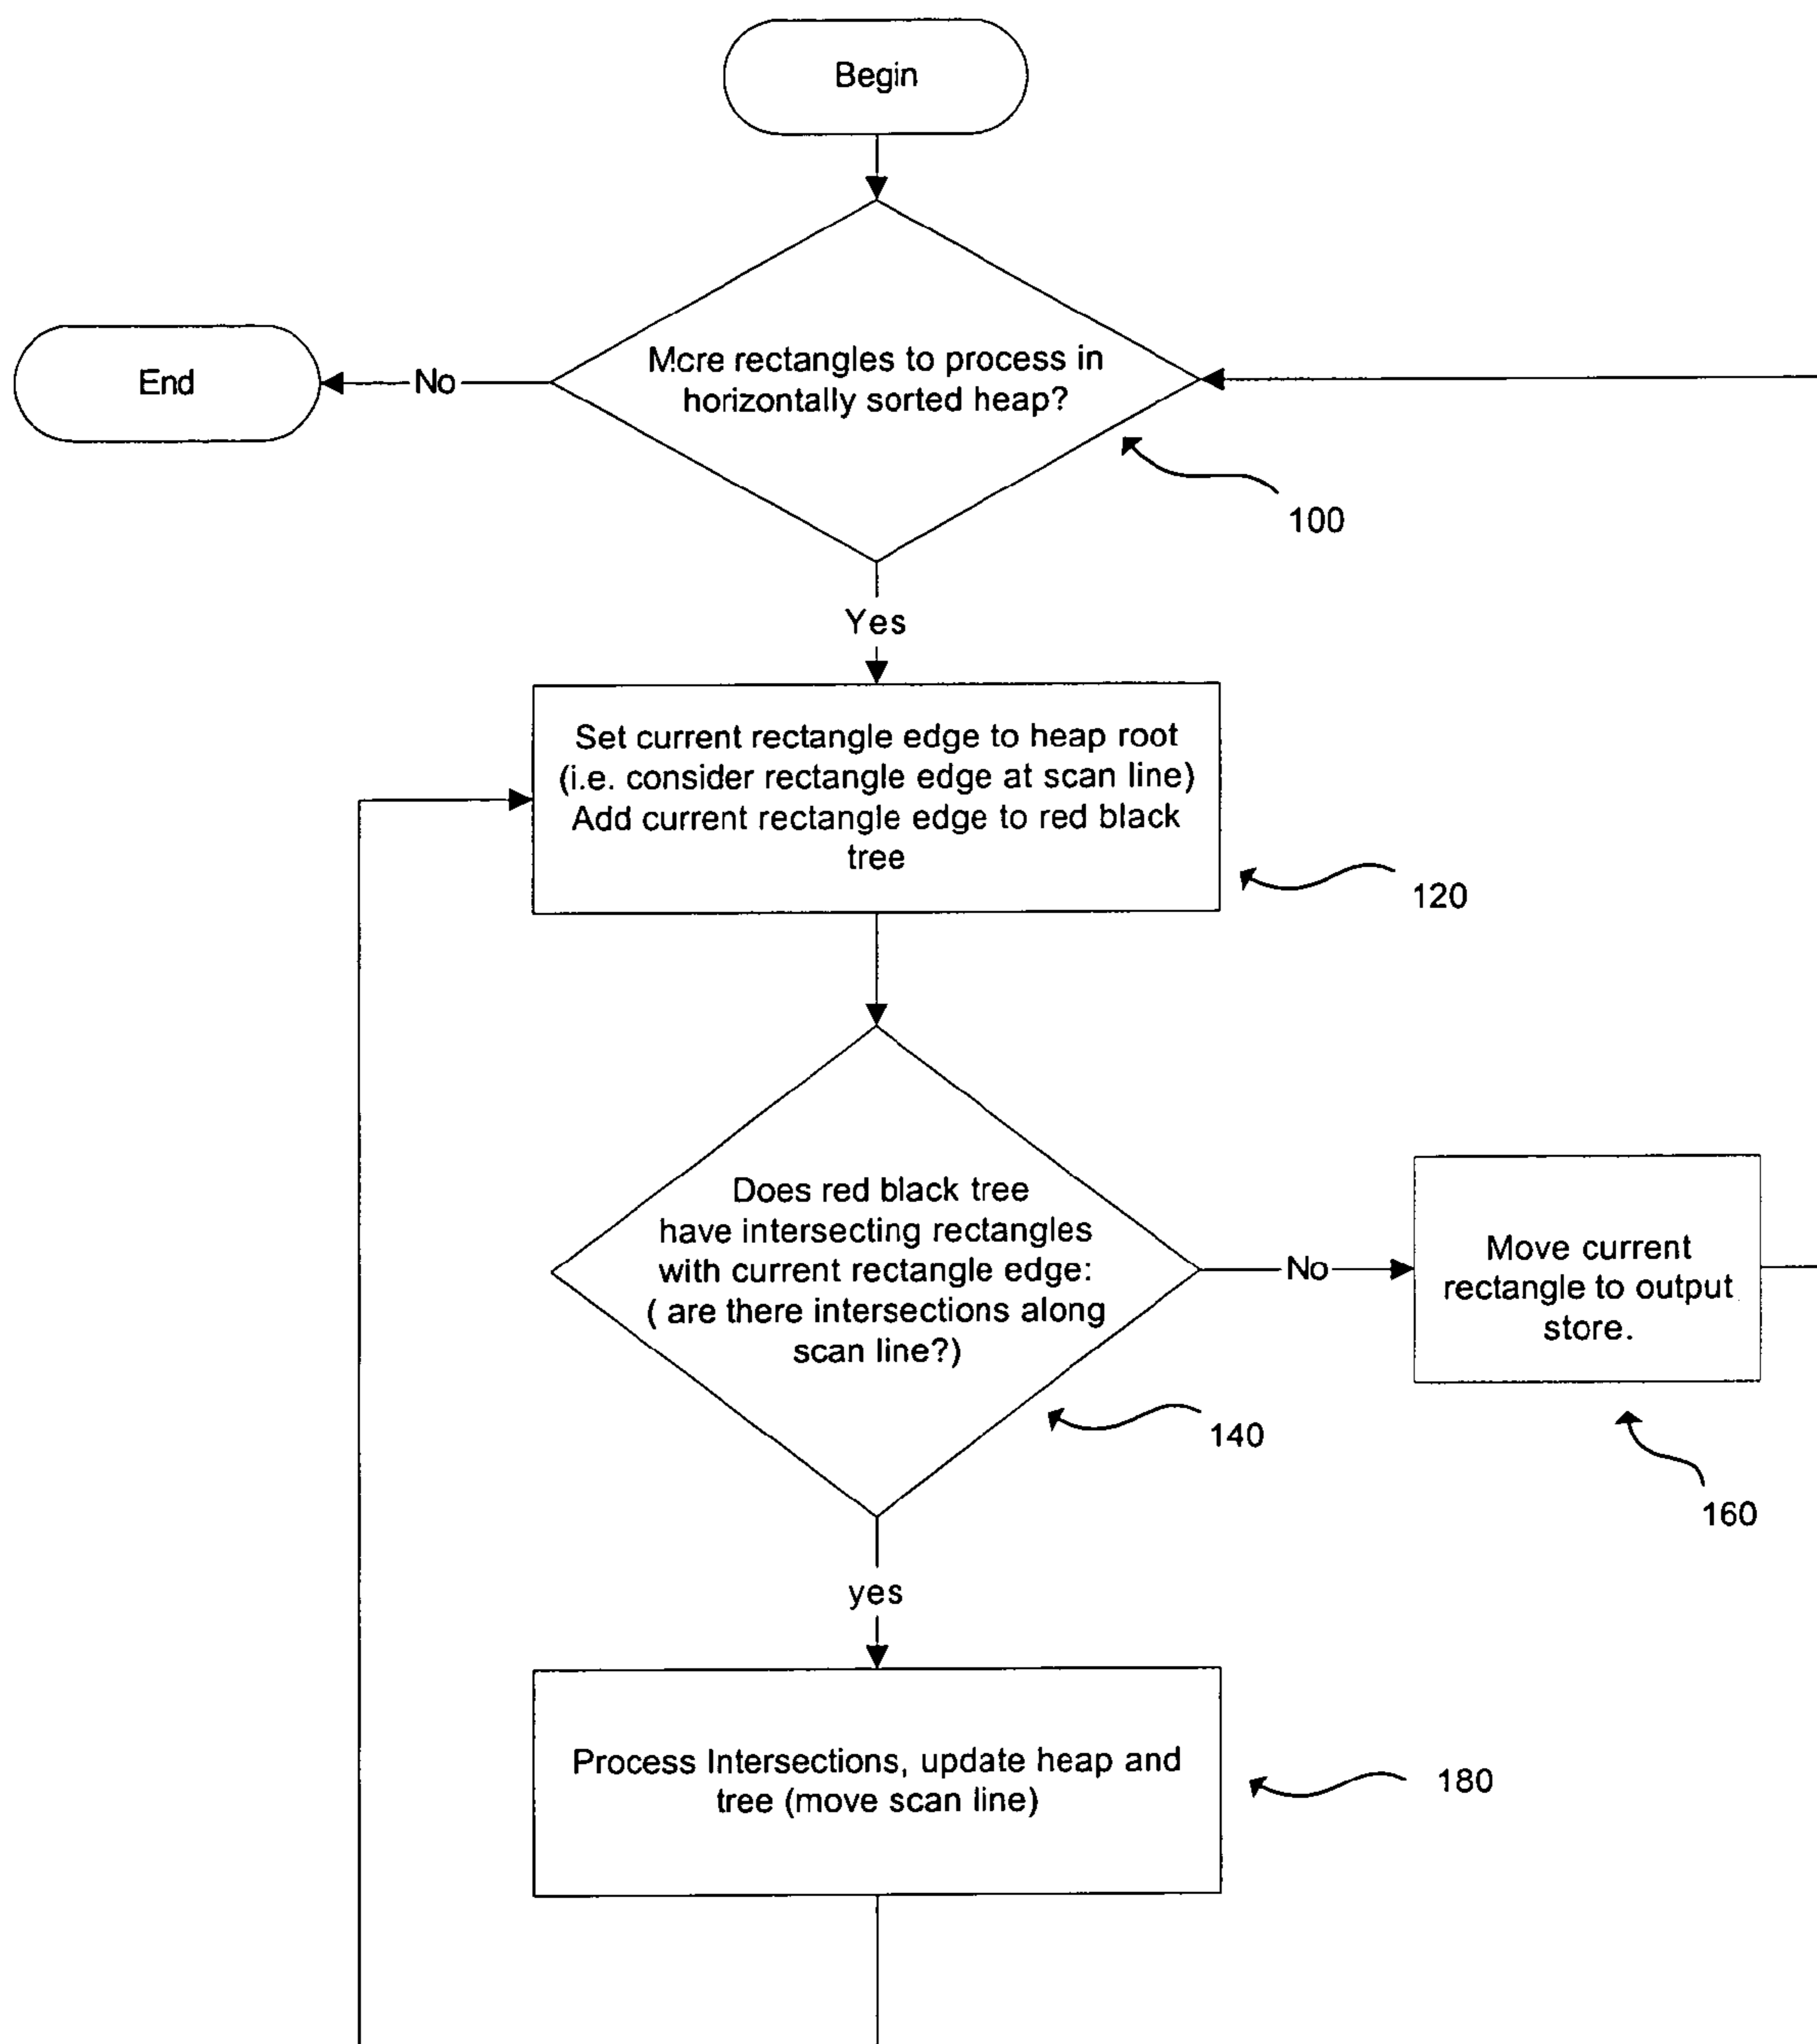 Begin
More rectangles to process in
horizontally sorted heap?
End
No
100
Yes
Set current rectangle edge to heap root
(i.e. consider rectangle edge at scan line)
Add current rectangle edge to red black
tree
120
Does red black tree
have intersecting rectangles
with current rectangle edge:
( are there intersections along
scan line?)
No
Move current
rectangle to output
store.
140
160
yes
Process Intersections, update heap and
tree (move scan line)
180